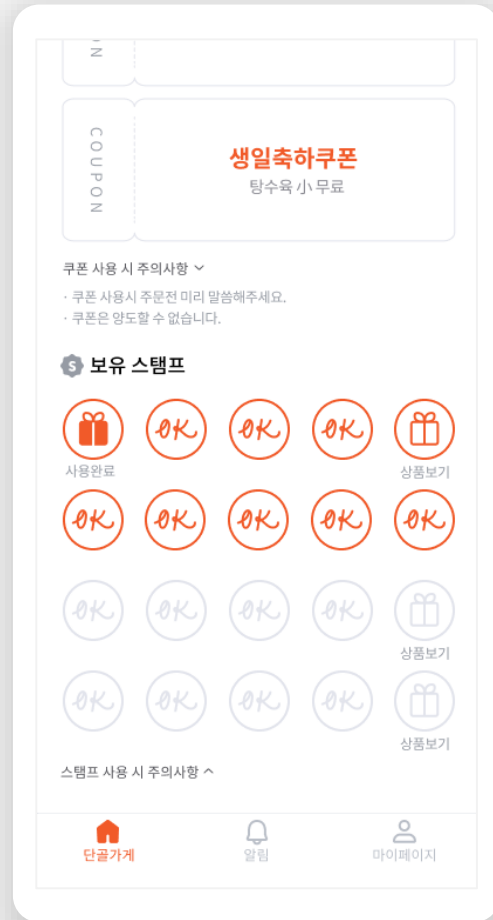 ON
COUPON
생일축하쿠폰
탕수육 小 무료
쿠폰 사용 시 주의사항
· 쿠폰 사용시 주문전 미리 말씀해주세요.
· 쿠폰은 양도할 수 없습니다.
S 보유 스탬프
OK OK OK
사용완료 상품보기
OK OK OK OK OK
OK OK OK OK
상품보기
OK OK OK OK
상품보기
스탬프 사용 시 주의사항
단골가게 알림 마이페이지